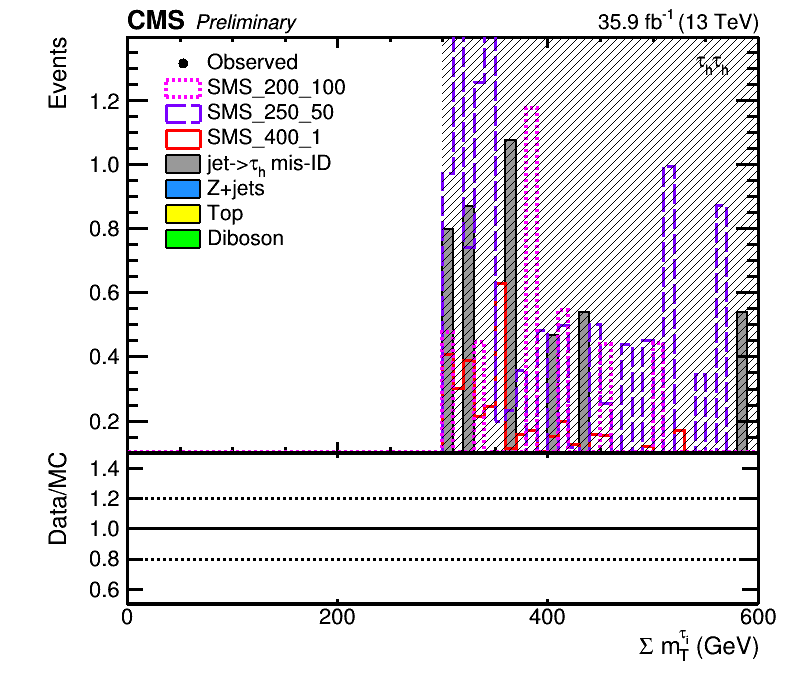 CMS Preliminary 35.9 fb⁻¹ (13 TeV)
Events
τhτh
Observed
SMS_200_100
SMS_250_50
SMS_400_1
jet->τh mis-ID
Z+jets
Top
Diboson
1.2
1.0
0.8
0.6
0.4
0.2
Data/MC
1.4
1.2
1.0
0.8
0.6
0 200 400 600
Σ mTτi (GeV)